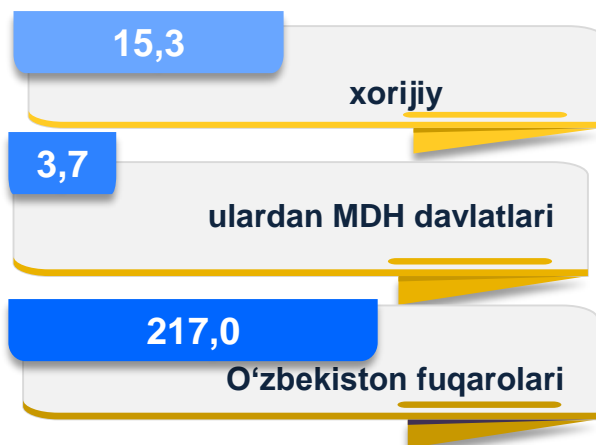 15,3
xorijiy
3,7
ulardan MDH davlatlari
217,0
O‘zbekiston fuqarolari